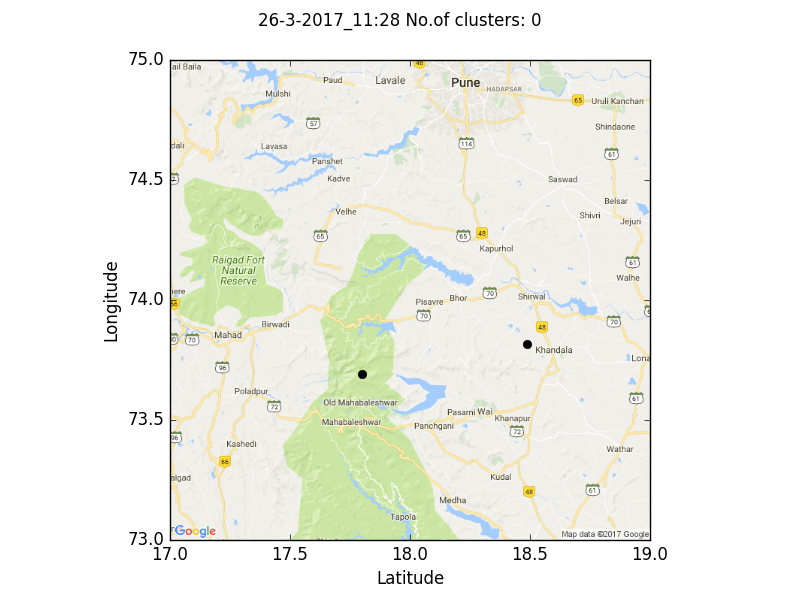 26-3-2017_11:28 No.of clusters: 0
75.0
ail Baila
Paud
Lavale
48
Pune
HADAPSAR
Mulshi
65
Uruli Kanchan
57
Shindaone
114
dali
Lavasa
Panshet
61
74.5
Kadve
Saswad
Velhe
Belsar
Shivri
Jejuri
65
65
48
Kapurhol
Raigad Fort
Natural
Reserve
61
Walhe
70
Bhor
Shirwal
74.0
Pisavre
70
70
Birwadi
48
Mahad
70
Khandala
96
Lona
Poladpur
61
72
Old Mahabaleshwar
Pasarni Wai
73.5
Mahabaleshwar
Panchgani
Khanapur
72
96
Kashedi
Wathar
66
Kudal
algad
48
61
Medha
Tapola
Google
Map data ©2017 Google
73.0
17.0
17.5
18.0
18.5
19.0
Latitude
Longitude